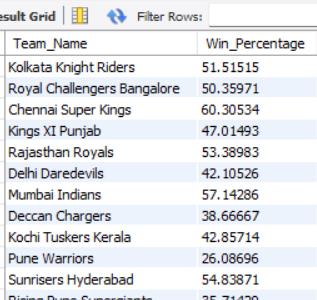 esult Grid Filter Rows:
Team_Name Win_Percentage
Kolkata Knight Riders 51.51515
Royal Challengers Bangalore 50.35971
Chennai Super Kings 60.30534
Kings XI Punjab 47.01493
Rajasthan Royals 53.38983
Delhi Daredevils 42.10526
Mumbai Indians 57.14286
Deccan Chargers 38.66667
Kochi Tuskers Kerala 42.85714
Pune Warriors 26.08696
Sunrisers Hyderabad 54.83871
Rising Pune Supergiants 35.71429